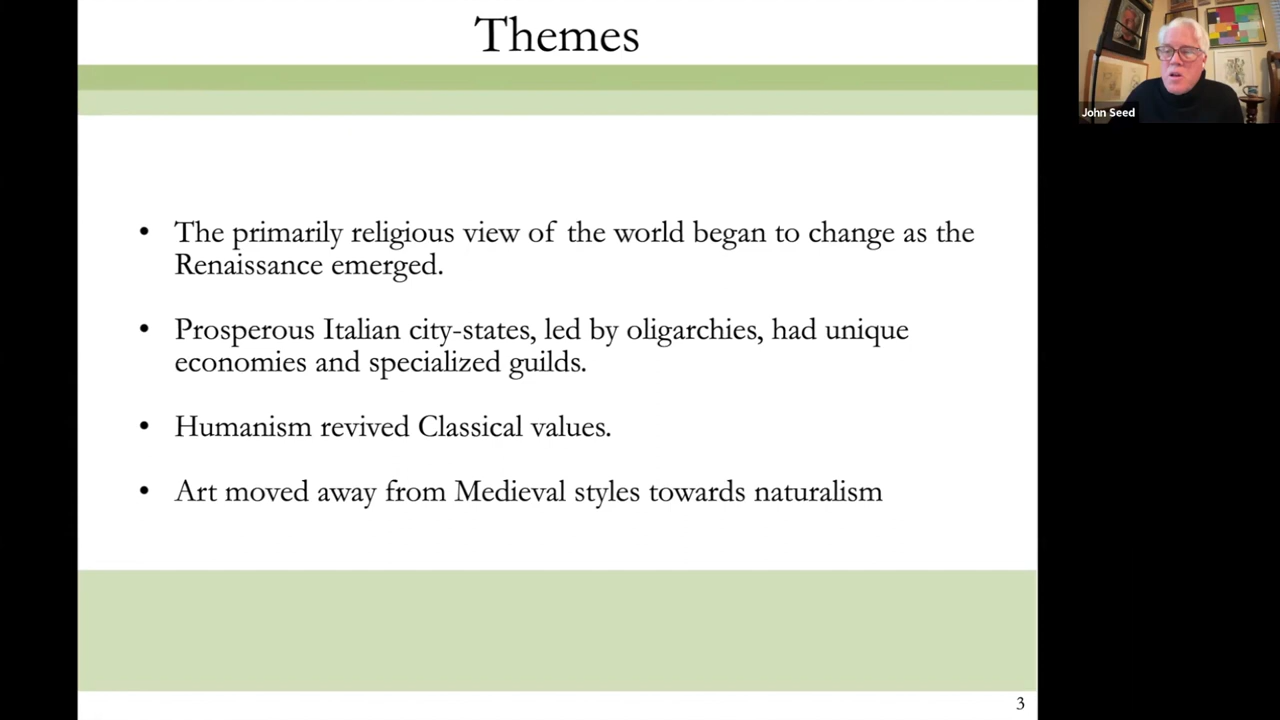 Themes
John Seed
• The primarily religious view of the world began to change as the
Renaissance emerged.
• Prosperous Italian city-states, led by oligarchies, had unique
economies and specialized guilds.
• Humanism revived Classical values.
• Art moved away from Medieval styles towards naturalism
3